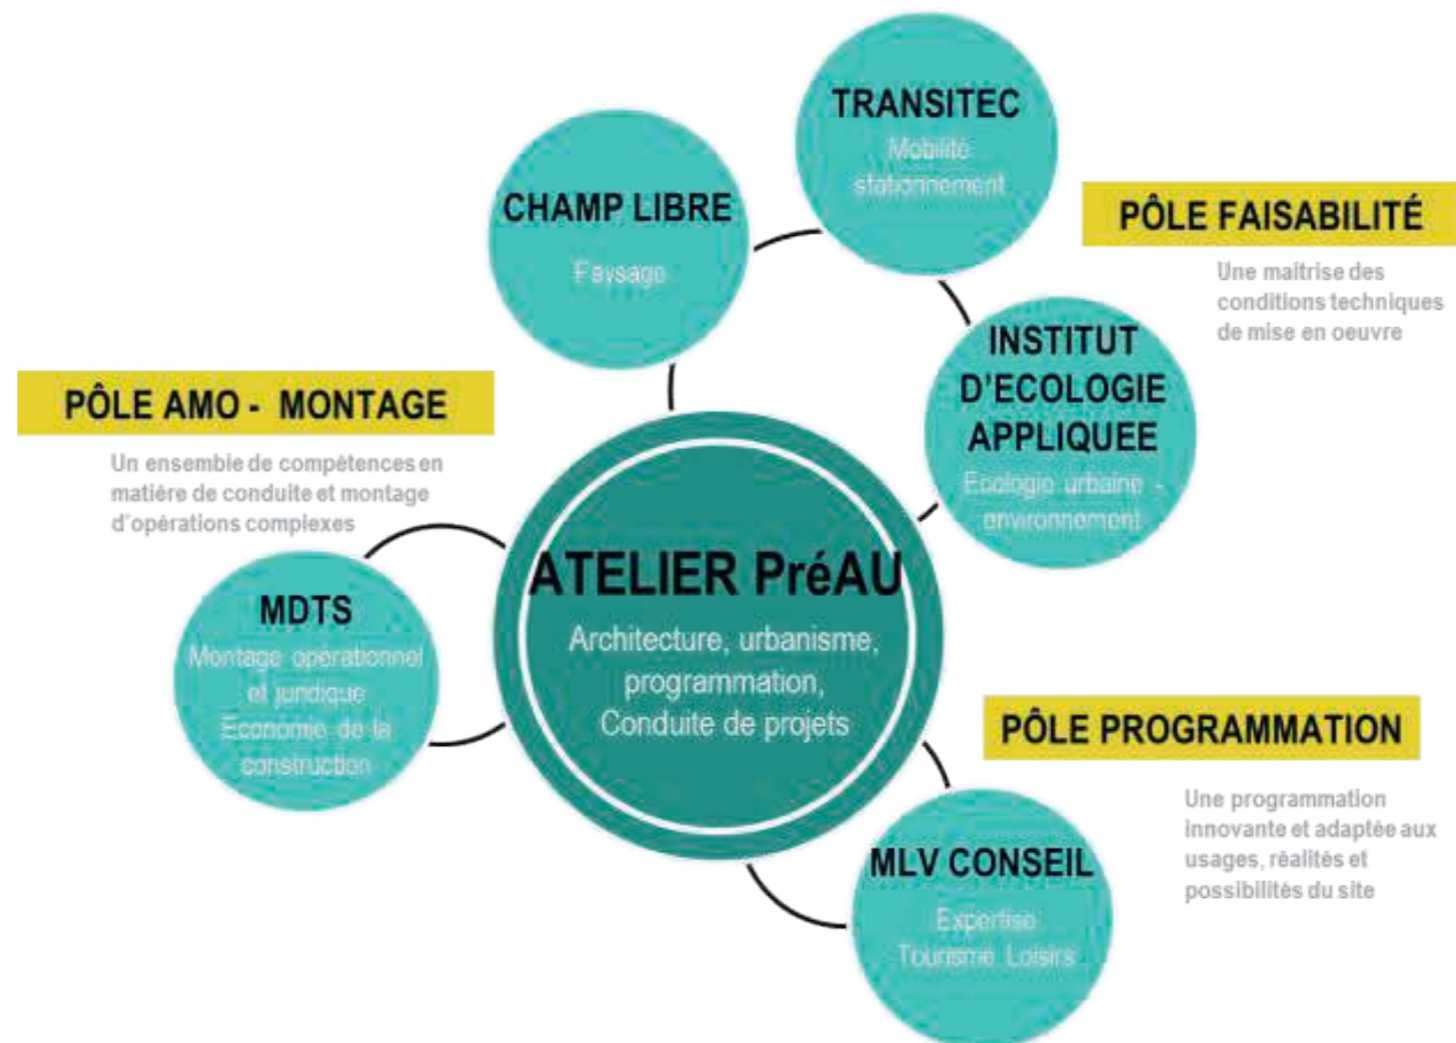 TRANSITEC
Mobilité
stationnement
CHAMP LIBRE
Paysage
PÔLE FAISABILITÉ
Une maîtrise des
conditions techniques
de mise en oeuvre
INSTITUT
D'ECOLOGIE
APPLIQUEE
Ecologie urbaine -
environnement
PÔLE AMO - MONTAGE
Un ensemble de compétences en
matière de conduite et montage
d'opérations complexes
MDTS
Montage opérationnel
et juridique
Economie de la
construction
ATELIER PréAU
Architecture, urbanisme,
programmation,
Conduite de projets
PÔLE PROGRAMMATION
Une programmation
innovante et adaptée aux
usages, réalités et
possibilités du site
MLV CONSEIL
Expertise
Tourisme Loisirs